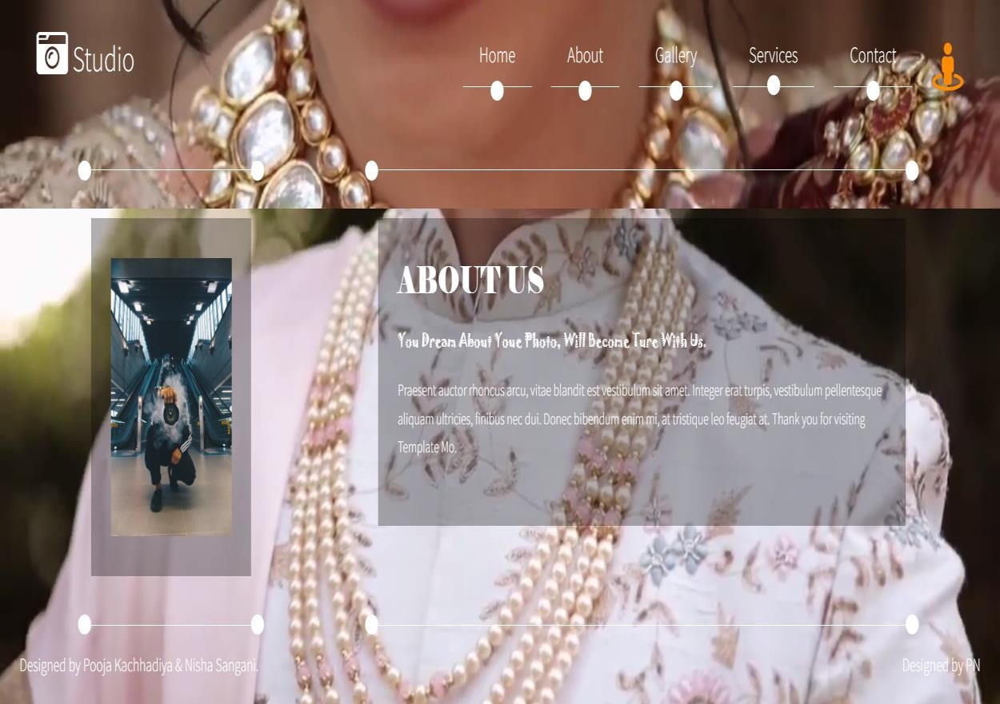 Studio
Home
About
Gallery
Services
Contact
ABOUT US
You Dream About Youe Photo, Will Become Ture With Us.
Praesent auctor rhoncus arcu, vitae blandit est vestibulum sit amet. Integer erat turpis, vestibulum pellentesque
aliquam ultricies, finibus nec dui. Donec bibendum enim mi, at tristique leo feugiat at. Thank you for visiting
Template Mo.
Designed by Pooja Kachhadiya & Nisha Sangani.
Designed by PN